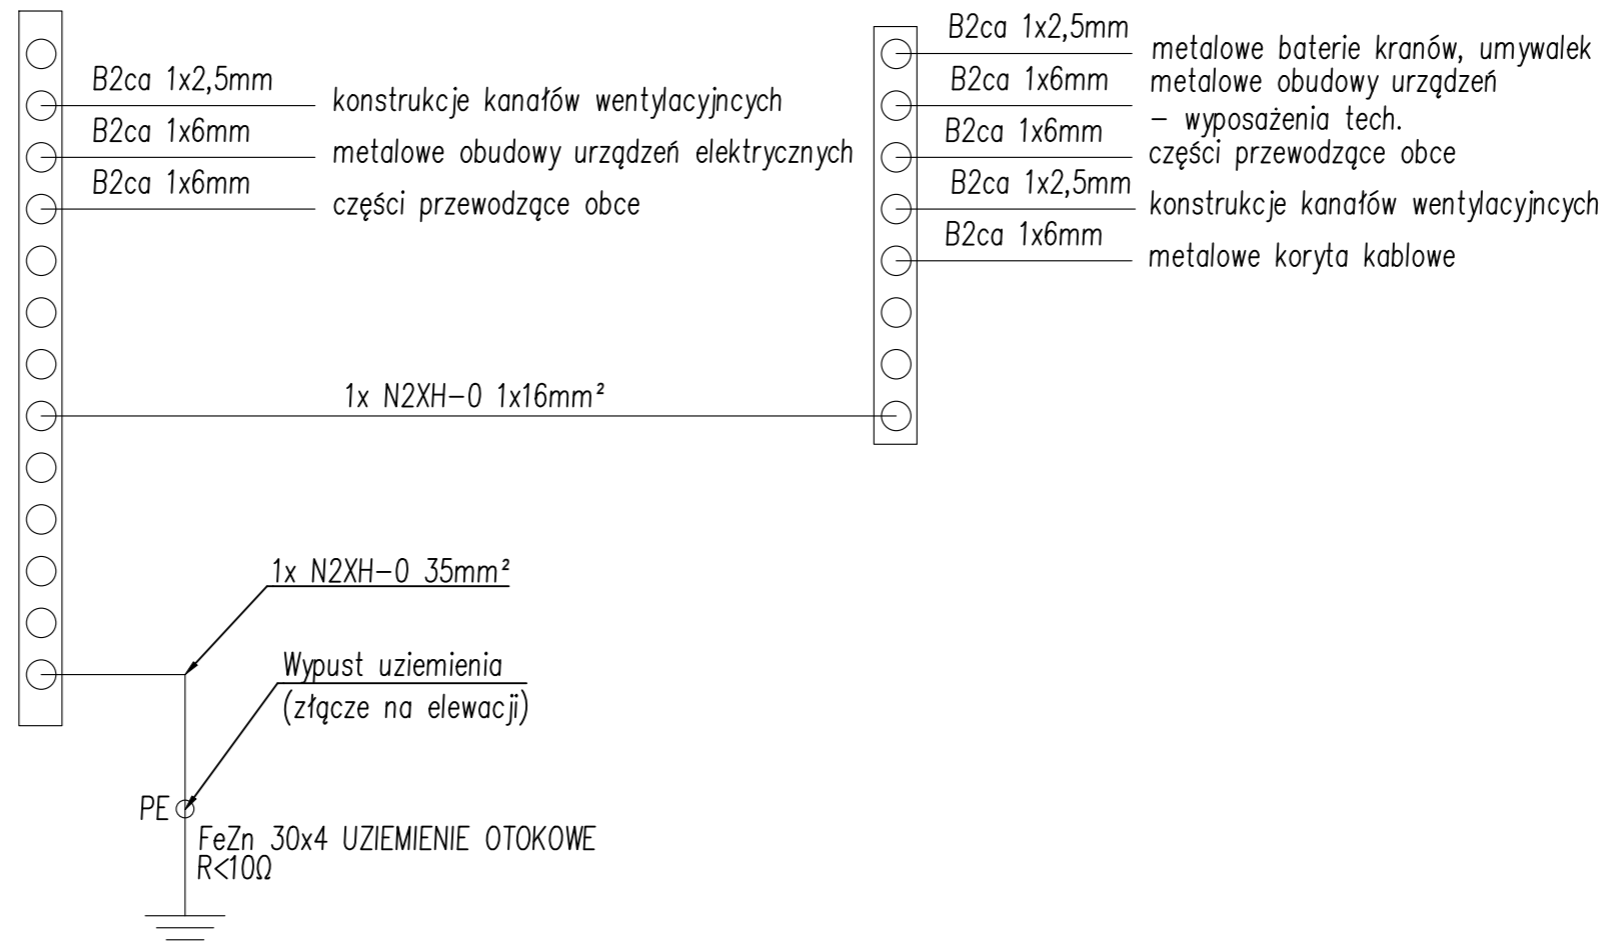 B2ca 1x2,5mm
konstrukcje kanałów wentylacyjncych
B2ca 1x6mm
metalowe obudowy urządzeń elektrycznych
B2ca 1x6mm
części przewodzące obce
B2ca 1x2,5mm
metalowe baterie kranów, umywalek
B2ca 1x6mm
metalowe obudowy urządzeń
– wyposażenia tech.
B2ca 1x6mm
części przewodzące obce
B2ca 1x2,5mm
konstrukcje kanałów wentylacyjncych
B2ca 1x6mm
metalowe koryta kablowe
1x N2XH-0 1x16mm²
1x N2XH-0 35mm²
Wypust uziemienia
(złącze na elewacji)
PE
FeZn 30x4 UZIEMIENIE OTOKOWE
R<10Ω